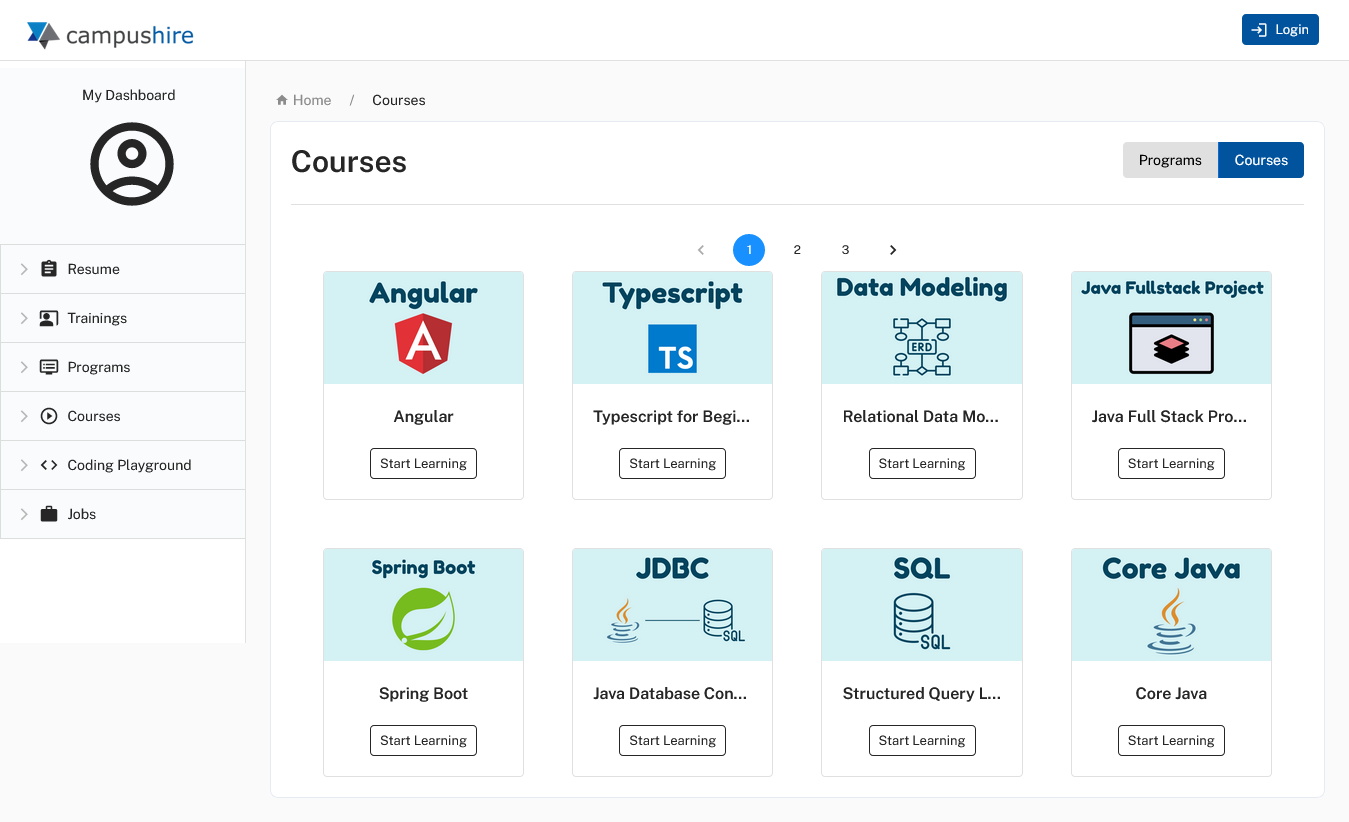 campushire
Login
My Dashboard
Resume
Trainings
Programs
Courses
Coding Playground
Jobs
Home / Courses
Courses
Programs Courses
1 2 3
Angular
Typescript
Data Modeling
Java Fullstack Project
TS
ERD
Angular
Typescript for Begi...
Relational Data Mo...
Java Full Stack Pro...
Start Learning
Start Learning
Start Learning
Start Learning
Spring Boot
JDBC
SQL
Core Java
SQL
SQL
Spring Boot
Java Database Con...
Structured Query L...
Core Java
Start Learning
Start Learning
Start Learning
Start Learning